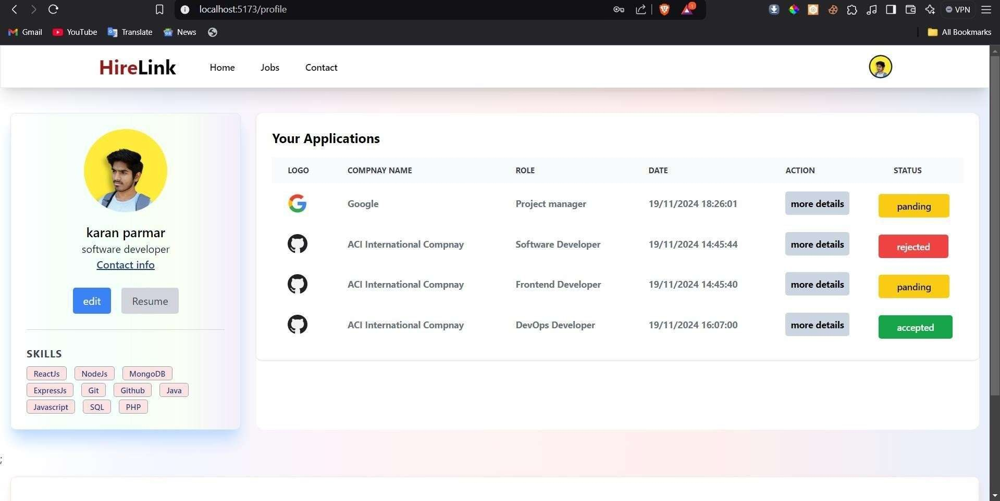 localhost:5173/profile
1
VPN
Gmail YouTube Translate News All Bookmarks
HireLink Home Jobs Contact
karan parmar
software developer
Contact info
edit Resume
SKILLS
ReactJs NodeJs MongoDB
ExpressJs Git Github Java
Javascript SQL PHP
Your Applications
LOGO COMPNAY NAME ROLE DATE ACTION STATUS
Google Project manager 19/11/2024 18:26:01 more details panding
ACI International Compnay Software Developer 19/11/2024 14:45:44 more details rejected
ACI International Compnay Frontend Developer 19/11/2024 14:45:40 more details panding
ACI International Compnay DevOps Developer 19/11/2024 16:07:00 more details accepted
;